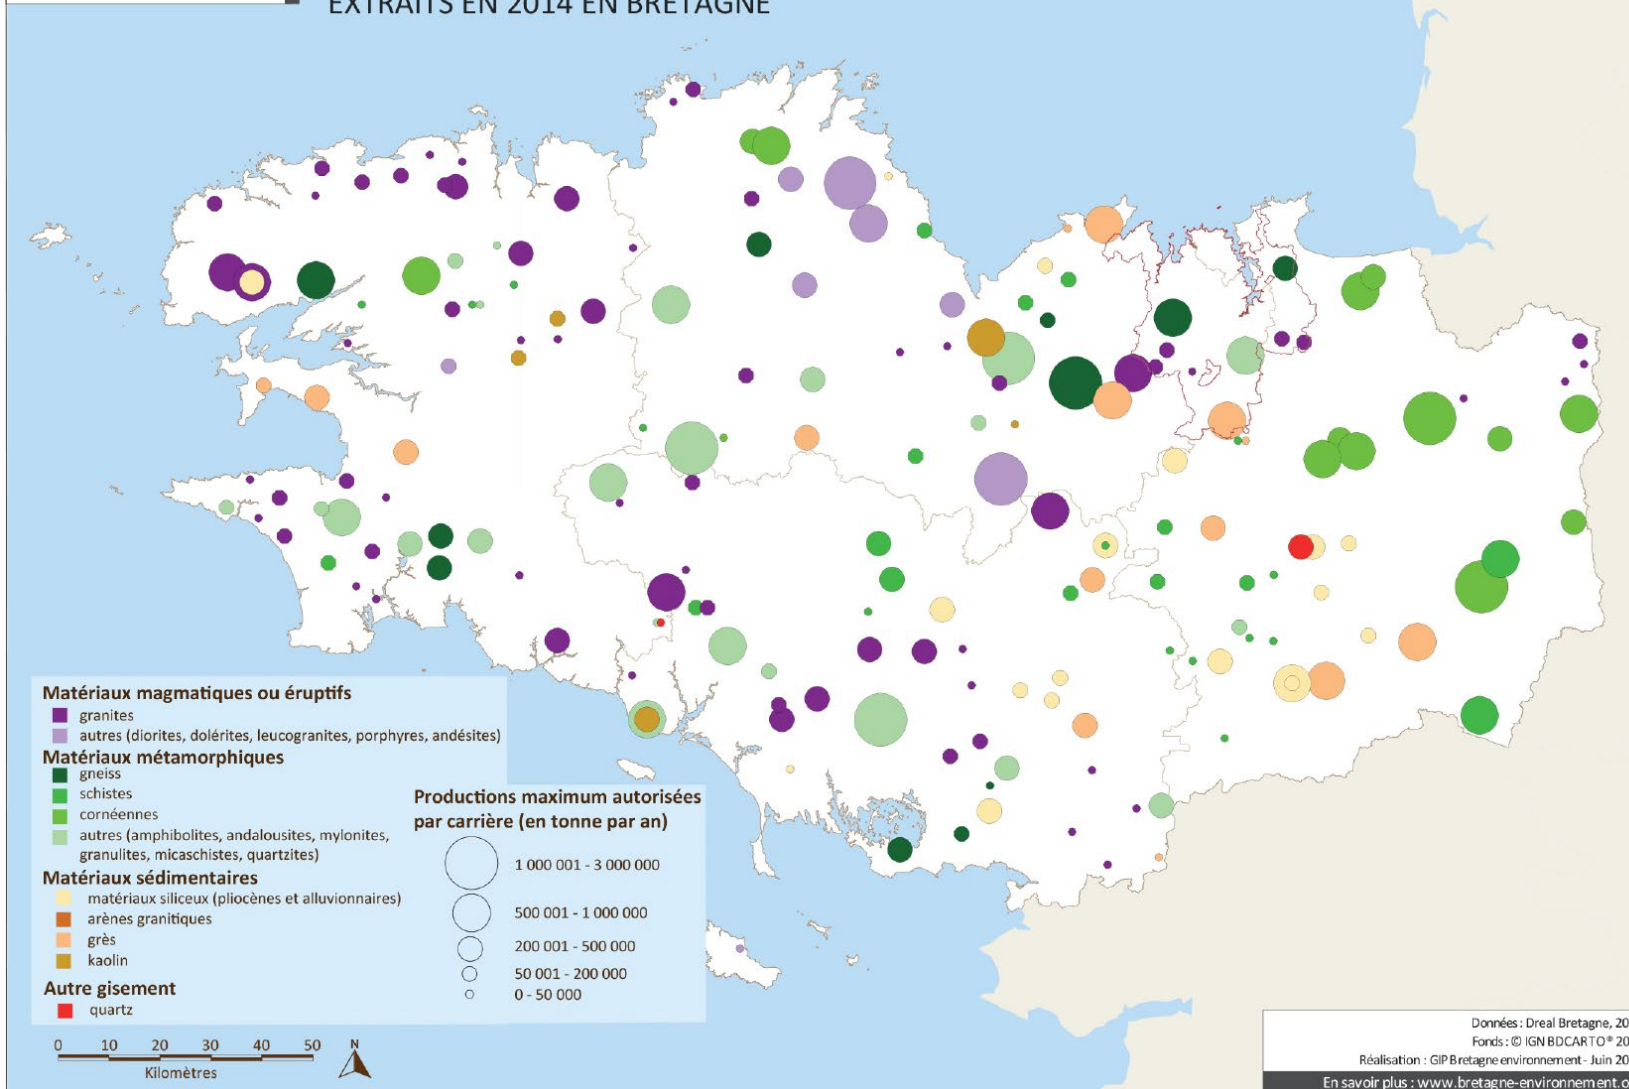 EXTRAITS EN 2014 EN BRETAGNE
Matériaux magmatiques ou éruptifs
granites
autres (diorites, dolérites, leucogranites, porphyres, andésites)
Matériaux métamorphiques
gneiss
schistes
cornéennes
autres (amphibolites, andalousites, mylonites,
granulites, micaschistes, quartzites)
Matériaux sédimentaires
matériaux siliceux (pliocènes et alluvionnaires)
arènes granitiques
grès
kaolin
Autre gisement
quartz
Productions maximum autorisées
par carrière (en tonne par an)
1 000 001 - 3 000 000
500 001 - 1 000 000
200 001 - 500 000
50 001 - 200 000
0 - 50 000
0 10 20 30 40 50
Kilomètres
N
Données : Dreal Bretagne, 20
Fonds : © IGN BDCARTO® 20
Réalisation : GIP Bretagne environnement - Juin 20
En savoir plus : www.bretagne-environnement.o